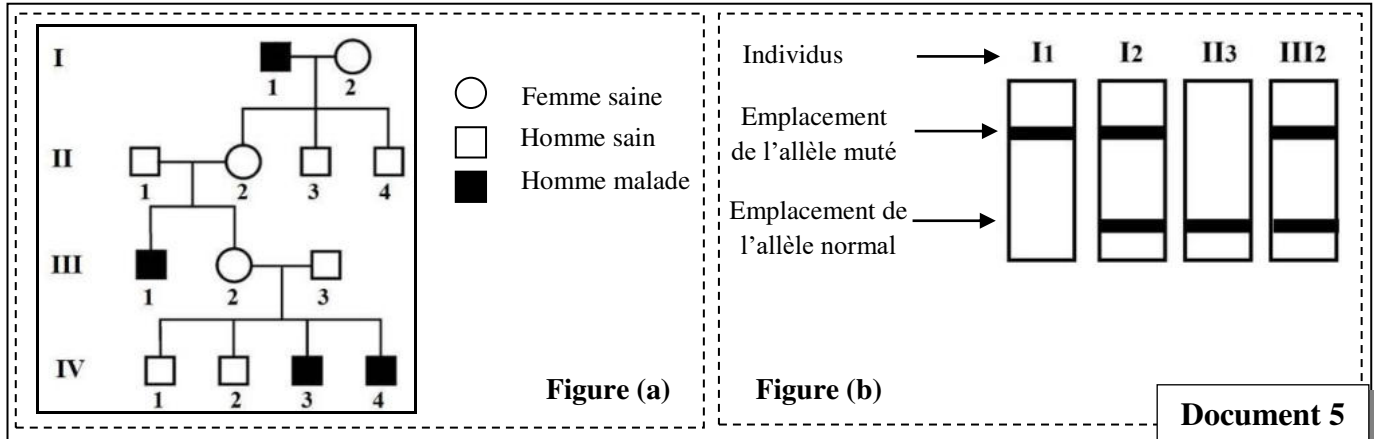 I
1
2
II
1
2
3
4
III
1
2
3
IV
1
2
3
4
Femme saine
Homme sain
Homme malade
Figure (a)
Individus
I1
I2
II3
III2
Emplacement
de l'allèle muté
Emplacement de
l'allèle normal
Figure (b)
Document 5